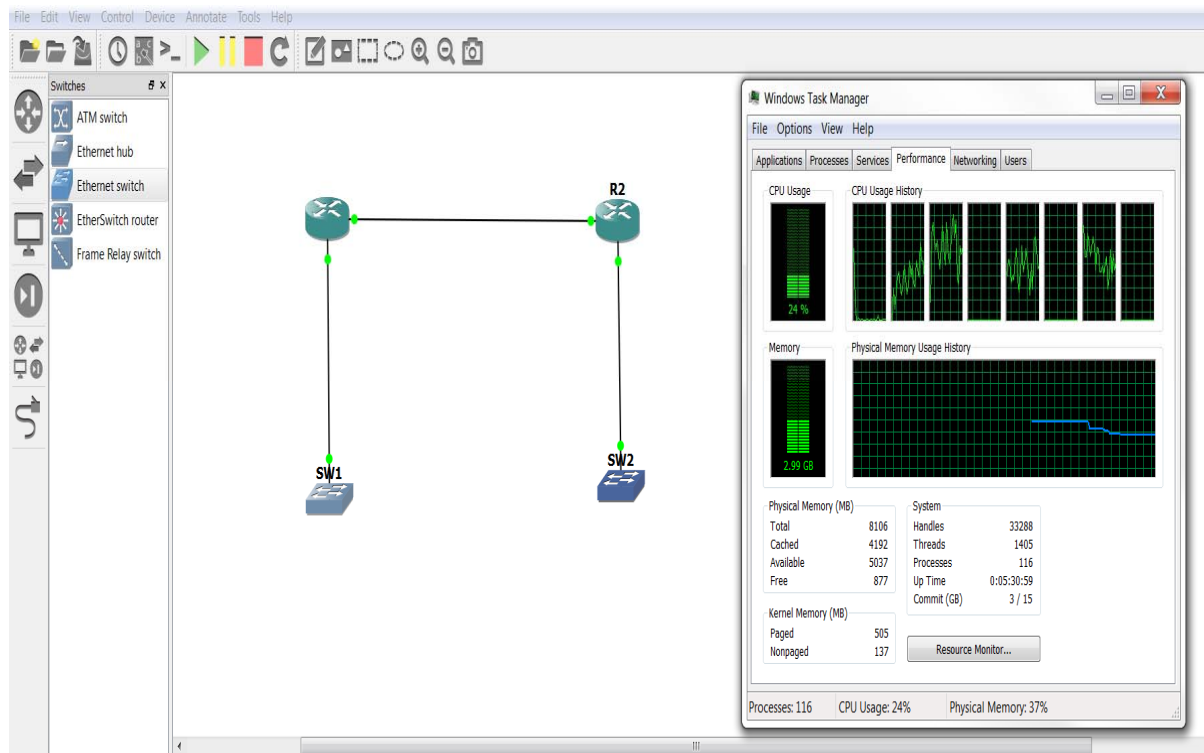 File Edit View Control Device Annotate Tools Help
Switches
ATM switch
Ethernet hub
Ethernet switch
EtherSwitch router
Frame Relay switch
R2
SW1
SW2
Windows Task Manager
File Options View Help
Applications Processes Services Performance Networking Users
CPU Usage CPU Usage History
24 %
Memory Physical Memory Usage History
2.99 GB
Physical Memory (MB)
Total 8106
Cached 4192
Available 5037
Free 877
System
Handles 33288
Threads 1405
Processes 116
Up Time 0:05:30:59
Commit (GB) 3 / 15
Kernel Memory (MB)
Paged 505
Nonpaged 137
Resource Monitor...
Processes: 116 CPU Usage: 24% Physical Memory: 37%